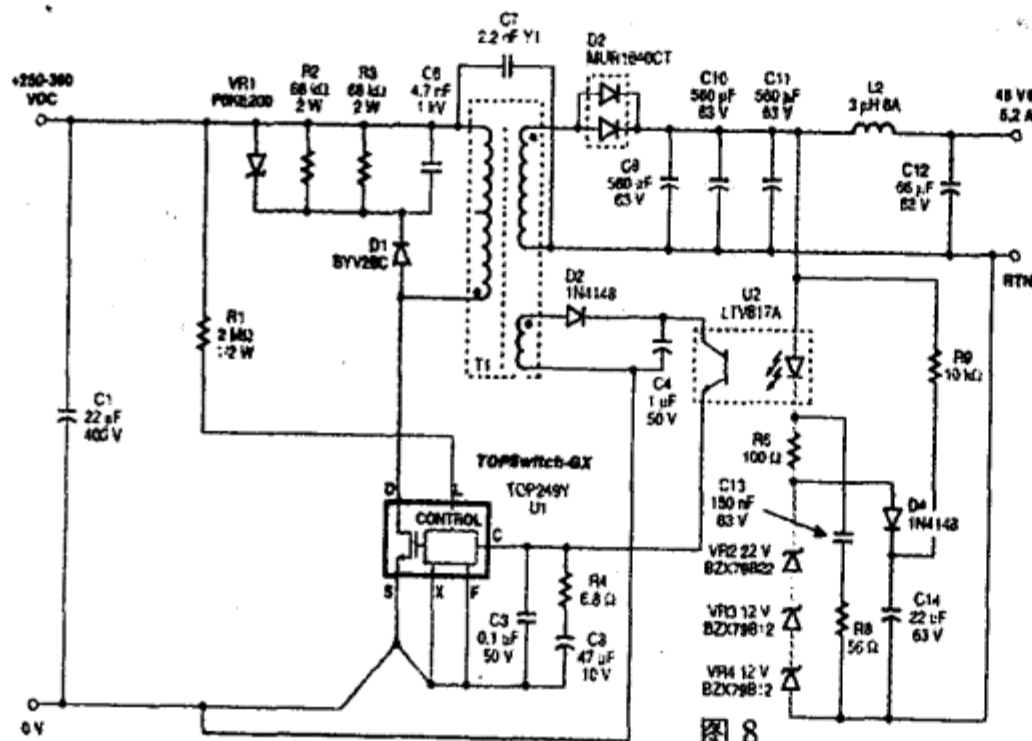 +250-360
VDC
VR1
P6KE200
R2
68 kΩ
2 W
R3
68 kΩ
2 W
C6
4.7 nF
1 kV
C7
2.2 nF Y1
D2
MUR1640CT
C10
560 µF
63 V
C11
560 µF
63 V
L2
3 µH 8A
48 V
5.2 A
C9
560 µF
63 V
C12
68 µF
63 V
RTN
D1
BYV26C
R1
2 MΩ
1/2 W
T1
D2
1N4148
C4
1 µF
50 V
U2
LTV817A
R9
10 kΩ
C1
22 µF
400 V
TOPSwitch-GX
TOP249Y
U1
D
L
CONTROL
C
S
X
F
R6
100 Ω
C13
150 nF
63 V
D4
1N4148
VR2 22 V
BZX79B22
VR3 12 V
BZX79B12
VR4 12 V
BZX79B12
R8
56 Ω
C14
22 µF
63 V
R4
6.8 Ω
C3
0.1 µF
50 V
C3
47 µF
10 V
0 V
图 8